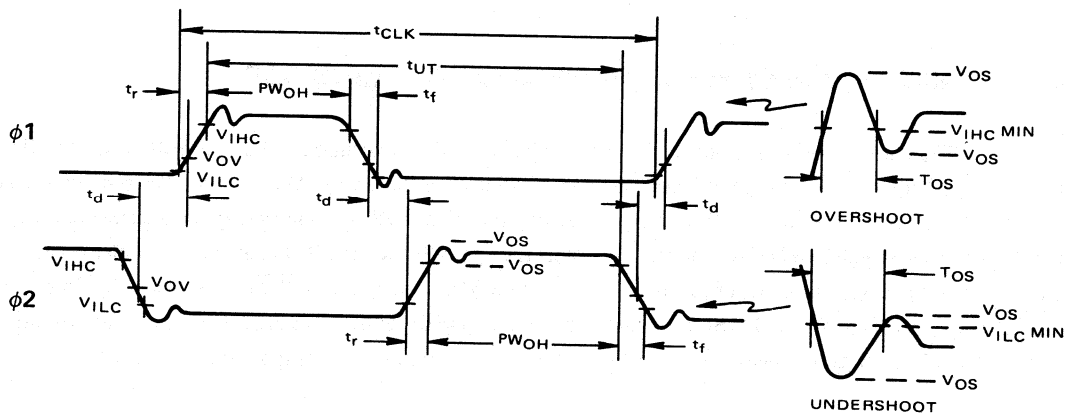 tCLK
tUT
tr
PWOH
tf
ϕ1
VIHC
VOV
VILC
td
td
td
VOS
VIHC MIN
VOS
TOS
OVERSHOOT
ϕ2
VIHC
VOV
VILC
VOS
VOS
tr
PWOH
tf
TOS
VOS
VILC MIN
VOS
UNDERSHOOT